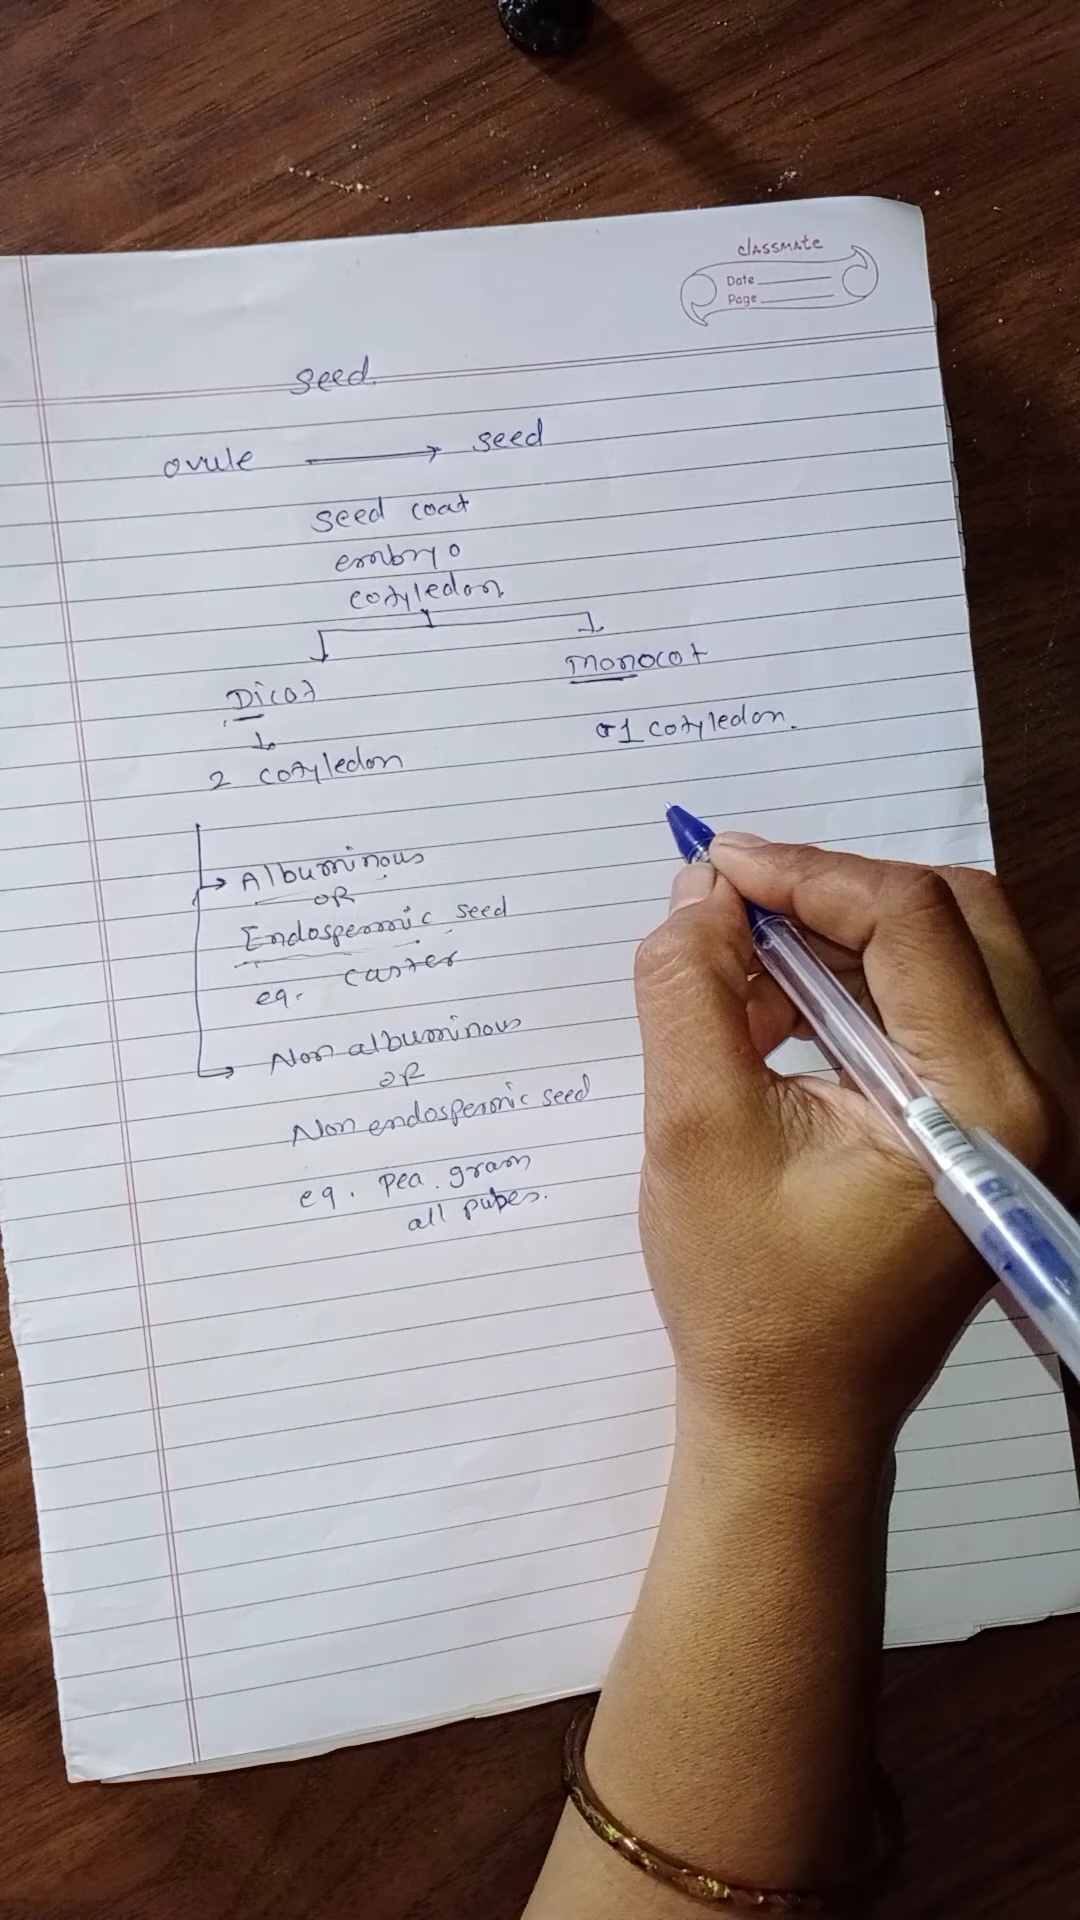 classmate
Date
Page
seed.
ovule → seed
seed coat
embryo
cotyledon
Dicot
Monocot
2 cotyledon
1 cotyledon.
→ Albuminous
OR
Endospermic seed
eg. caster
→ Non albuminous
OR
Non endospermic seed
eg. pea. gram
all pulses.